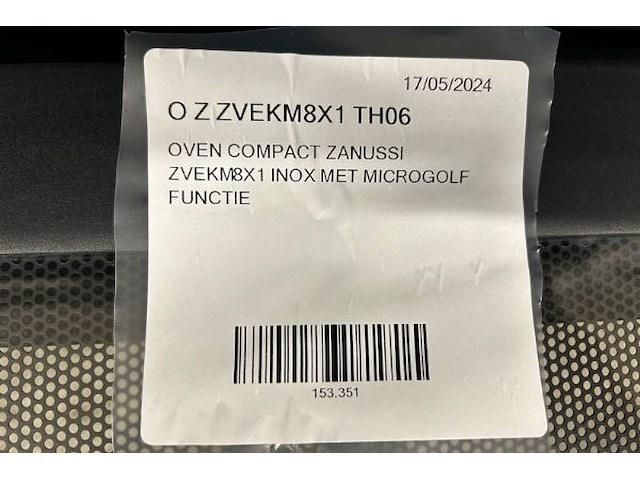 17/05/2024
O Z ZVEKM8X1 TH06
OVEN COMPACT ZANUSSI
ZVEKM8X1 INOX MET MICROGOLF
FUNCTIE
153.351